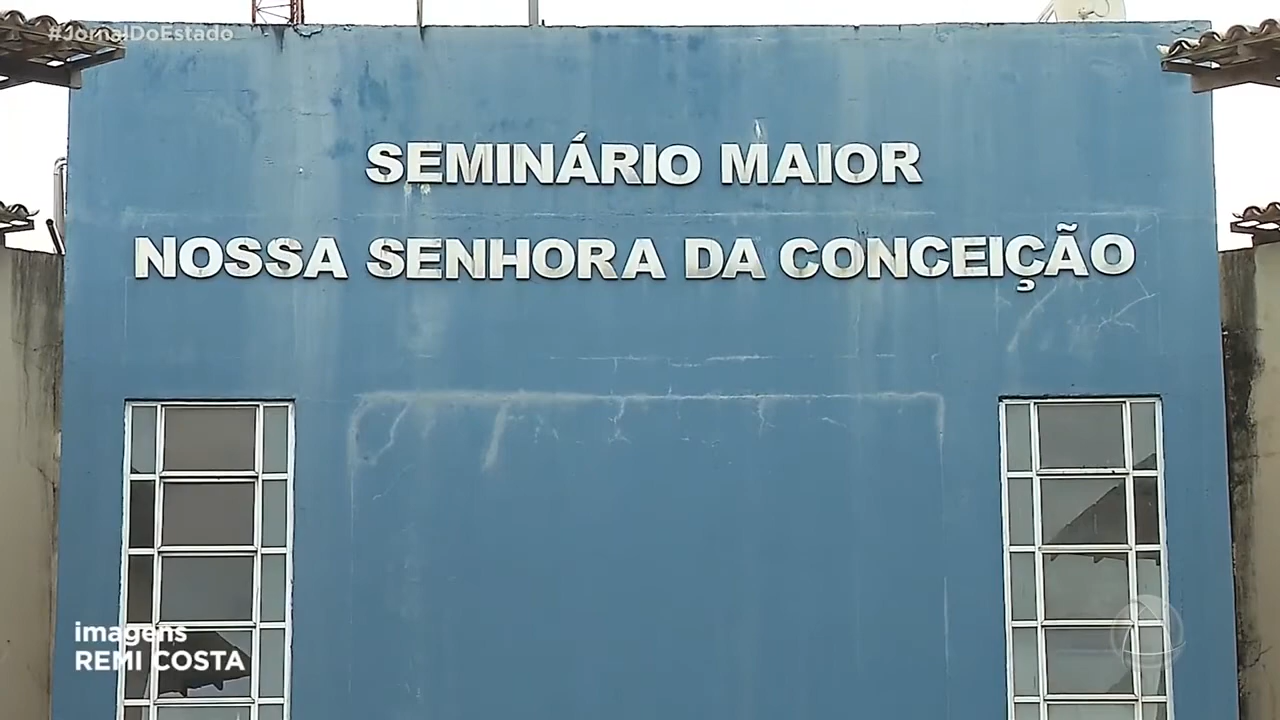 #JornalDoEstado
SEMINÁRIO MAIOR
NOSSA SENHORA DA CONCEIÇÃO
imagens
REMI COSTA